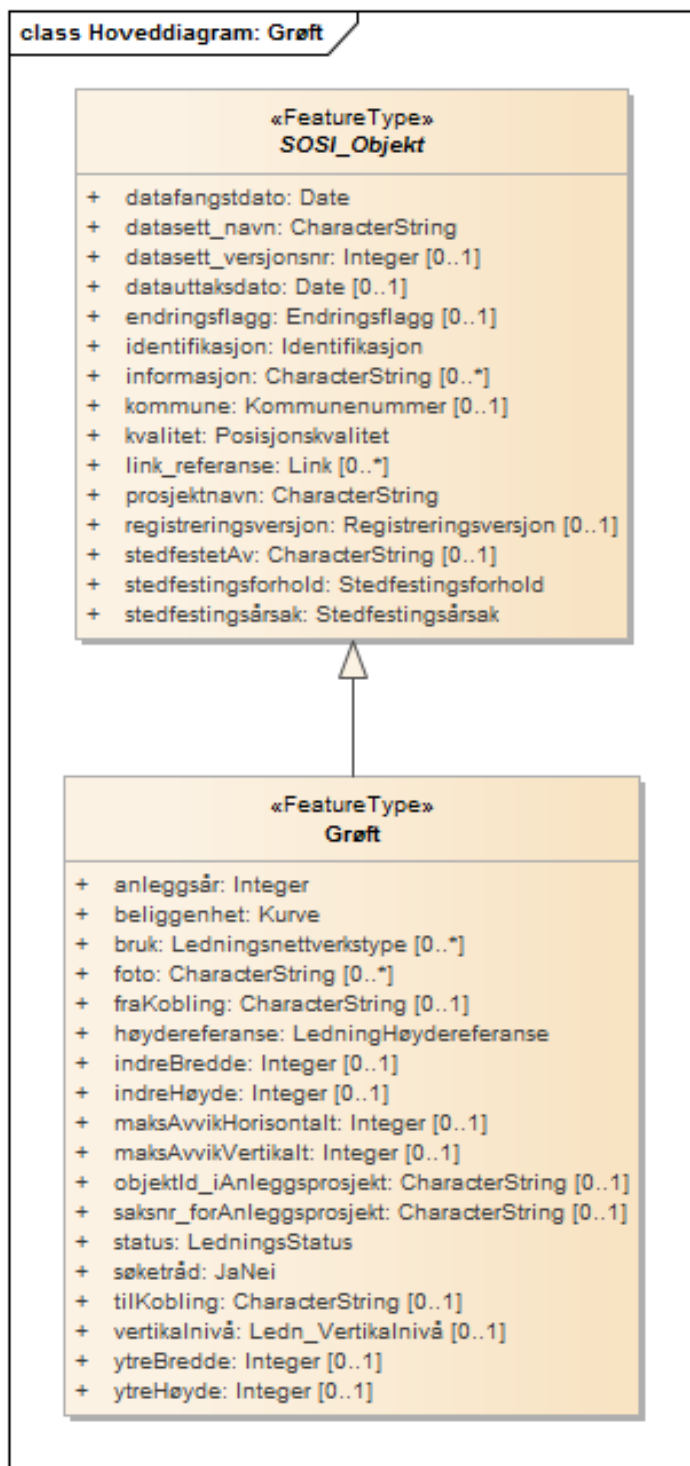 class Hoveddiagram: Grøft
«FeatureType»
SOSI_Objekt
+ datafangstdato: Date
+ datasett_navn: CharacterString
+ datasett_versjonsnr: Integer [0..1]
+ datauttaksdato: Date [0..1]
+ endringsflagg: Endringsflagg [0..1]
+ identifikasjon: Identifikasjon
+ informasjon: CharacterString [0..*]
+ kommune: Kommunenummer [0..1]
+ kvalitet: Posisjonskvalitet
+ link_referanse: Link [0..*]
+ prosjektnavn: CharacterString
+ registreringsversjon: Registreringsversjon [0..1]
+ stedfestetAv: CharacterString [0..1]
+ stedfestingsforhold: Stedfestingsforhold
+ stedfestingsårsak: Stedfestingsårsak
«FeatureType»
Grøft
+ anleggsår: Integer
+ beliggenhet: Kurve
+ bruk: Ledningsnettverkstype [0..*]
+ foto: CharacterString [0..*]
+ fraKobling: CharacterString [0..1]
+ høydereferanse: LedningHøydereferanse
+ indreBredde: Integer [0..1]
+ indreHøyde: Integer [0..1]
+ maksAvvikHorisontalt: Integer [0..1]
+ maksAvvikVertikalt: Integer [0..1]
+ objektId_iAnleggsprosjekt: CharacterString [0..1]
+ saksnr_forAnleggsprosjekt: CharacterString [0..1]
+ status: LedningsStatus
+ søketråd: JaNei
+ tilKobling: CharacterString [0..1]
+ vertikalnivå: Ledn_Vertikalnivå [0..1]
+ ytreBredde: Integer [0..1]
+ ytreHøyde: Integer [0..1]